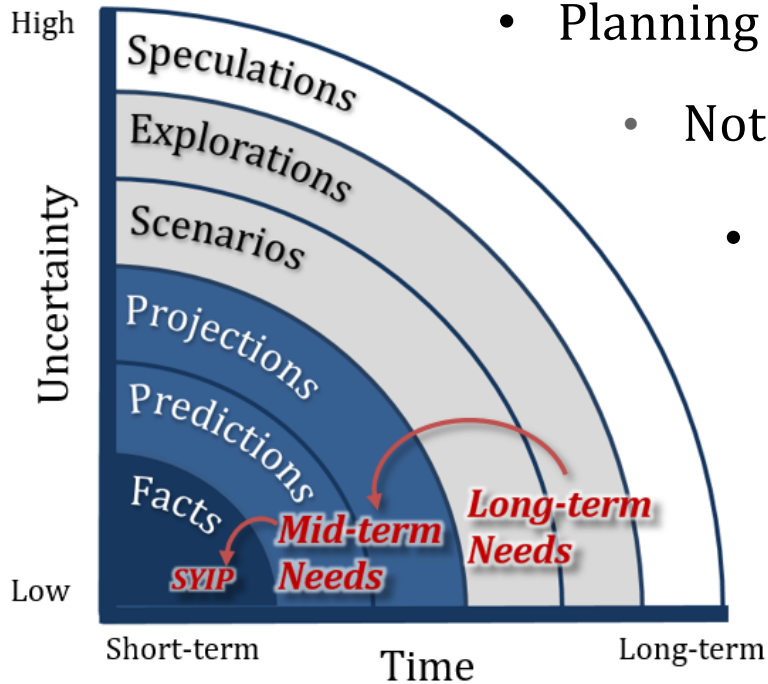 High
• Planning
Speculations
• Not
Explorations
•
Scenarios
Uncertainty
Projections
Predictions
Facts
Long-term
Needs
Mid-term
Needs
SYIP
Low
Short-term
Time
Long-term